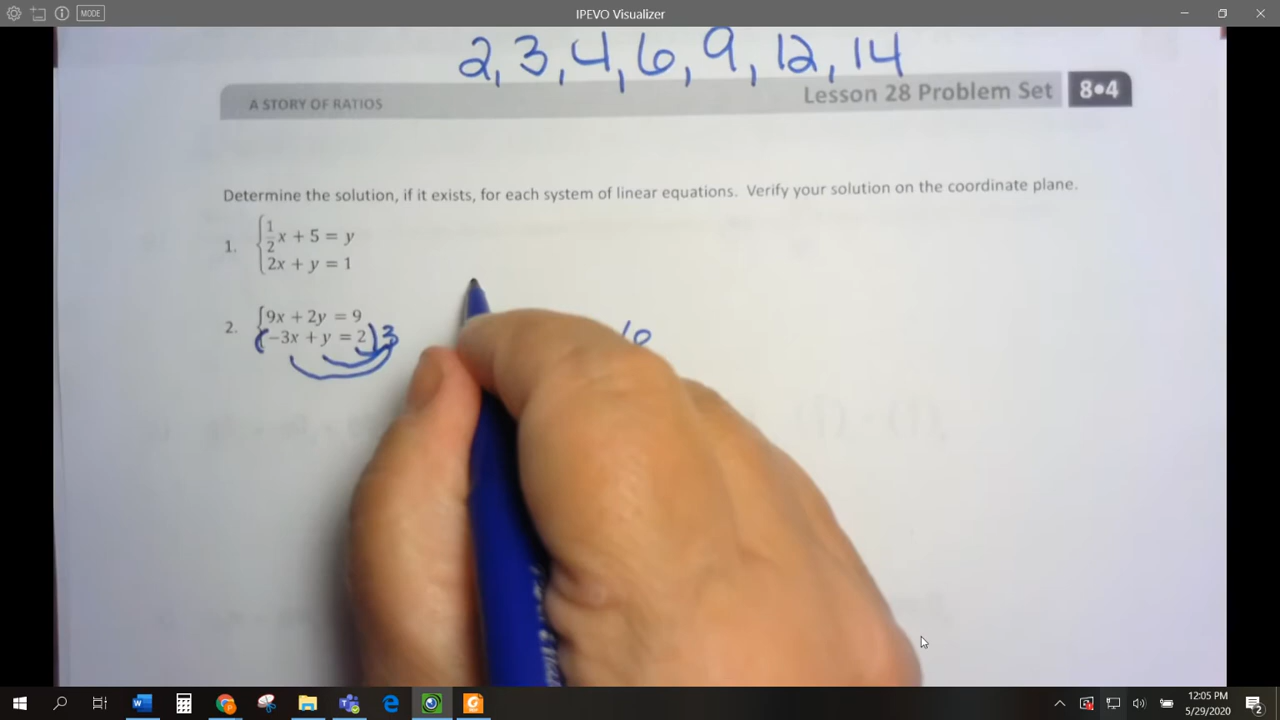 MODE
IPEVO Visualizer
2, 3, 4, 6, 9, 12, 14
A STORY OF RATIOS
Lesson 28 Problem Set 8•4
Determine the solution, if it exists, for each system of linear equations. Verify your solution on the coordinate plane.
1. { 1/2 x + 5 = y
2x + y = 1
2. { 9x + 2y = 9
(−3x + y = 2)3
6
12:05 PM
5/29/2020
2